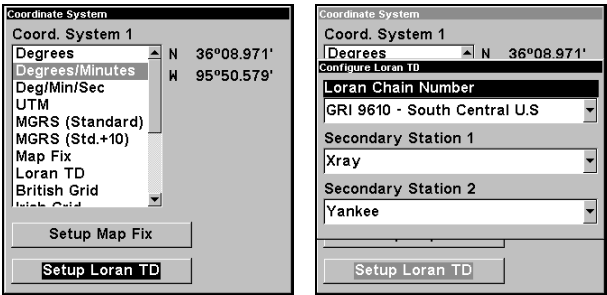 Coordinate System
Coord. System 1
Degrees
N 36º08.971'
Degrees/Minutes
W 95º50.579'
Deg/Min/Sec
UTM
MGRS (Standard)
MGRS (Std.+10)
Map Fix
Loran TD
British Grid
Irish Grid
Setup Map Fix
Setup Loran TD
Coordinate System
Coord. System 1
Degrees
N 36º08.971'
Configure Loran TD
Loran Chain Number
GRI 9610 - South Central U.S
Secondary Station 1
Xray
Secondary Station 2
Yankee
Setup Loran TD